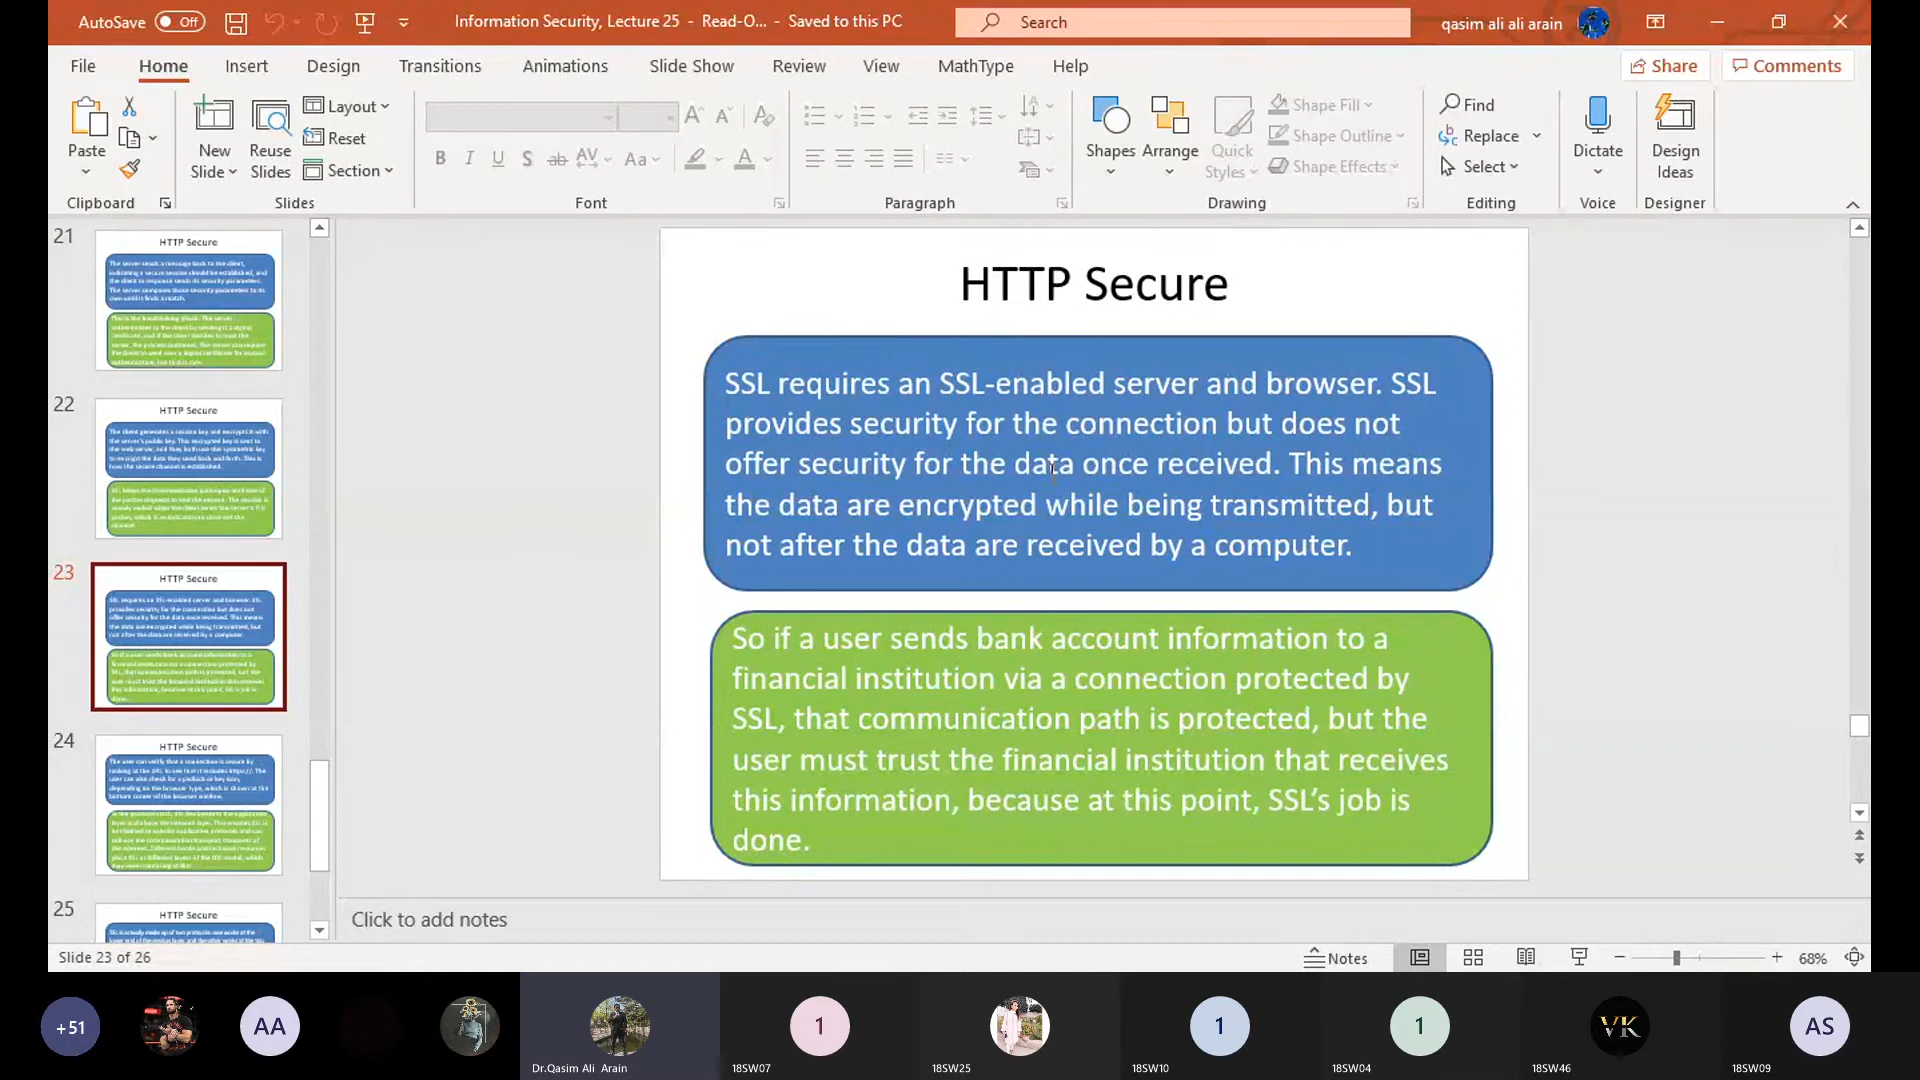 AutoSave Off Information Security, Lecture 25 - Read-O... - Saved to this PC Search qasim ali ali arain
File Home Insert Design Transitions Animations Slide Show Review View MathType Help Share Comments
Paste
New
Slide
Reuse
Slides
Layout
Reset
Section
Shapes
Arrange
Quick
Styles
Shape Fill
Shape Outline
Shape Effects
Find
Replace
Select
Dictate
Design
Ideas
Clipboard Slides Font Paragraph Drawing Editing Voice Designer
21
HTTP Secure
22
HTTP Secure
23
HTTP Secure
24
HTTP Secure
25
HTTP Secure
HTTP Secure
SSL requires an SSL-enabled server and browser. SSL
provides security for the connection but does not
offer security for the data once received. This means
the data are encrypted while being transmitted, but
not after the data are received by a computer.
So if a user sends bank account information to a
financial institution via a connection protected by
SSL, that communication path is protected, but the
user must trust the financial institution that receives
this information, because at this point, SSL’s job is
done.
Click to add notes
Slide 23 of 26 Notes 68%
+51 AA 1 1 1 VK AS
Dr.Qasim Ali Arain 18SW07 18SW25 18SW10 18SW04 18SW46 18SW09